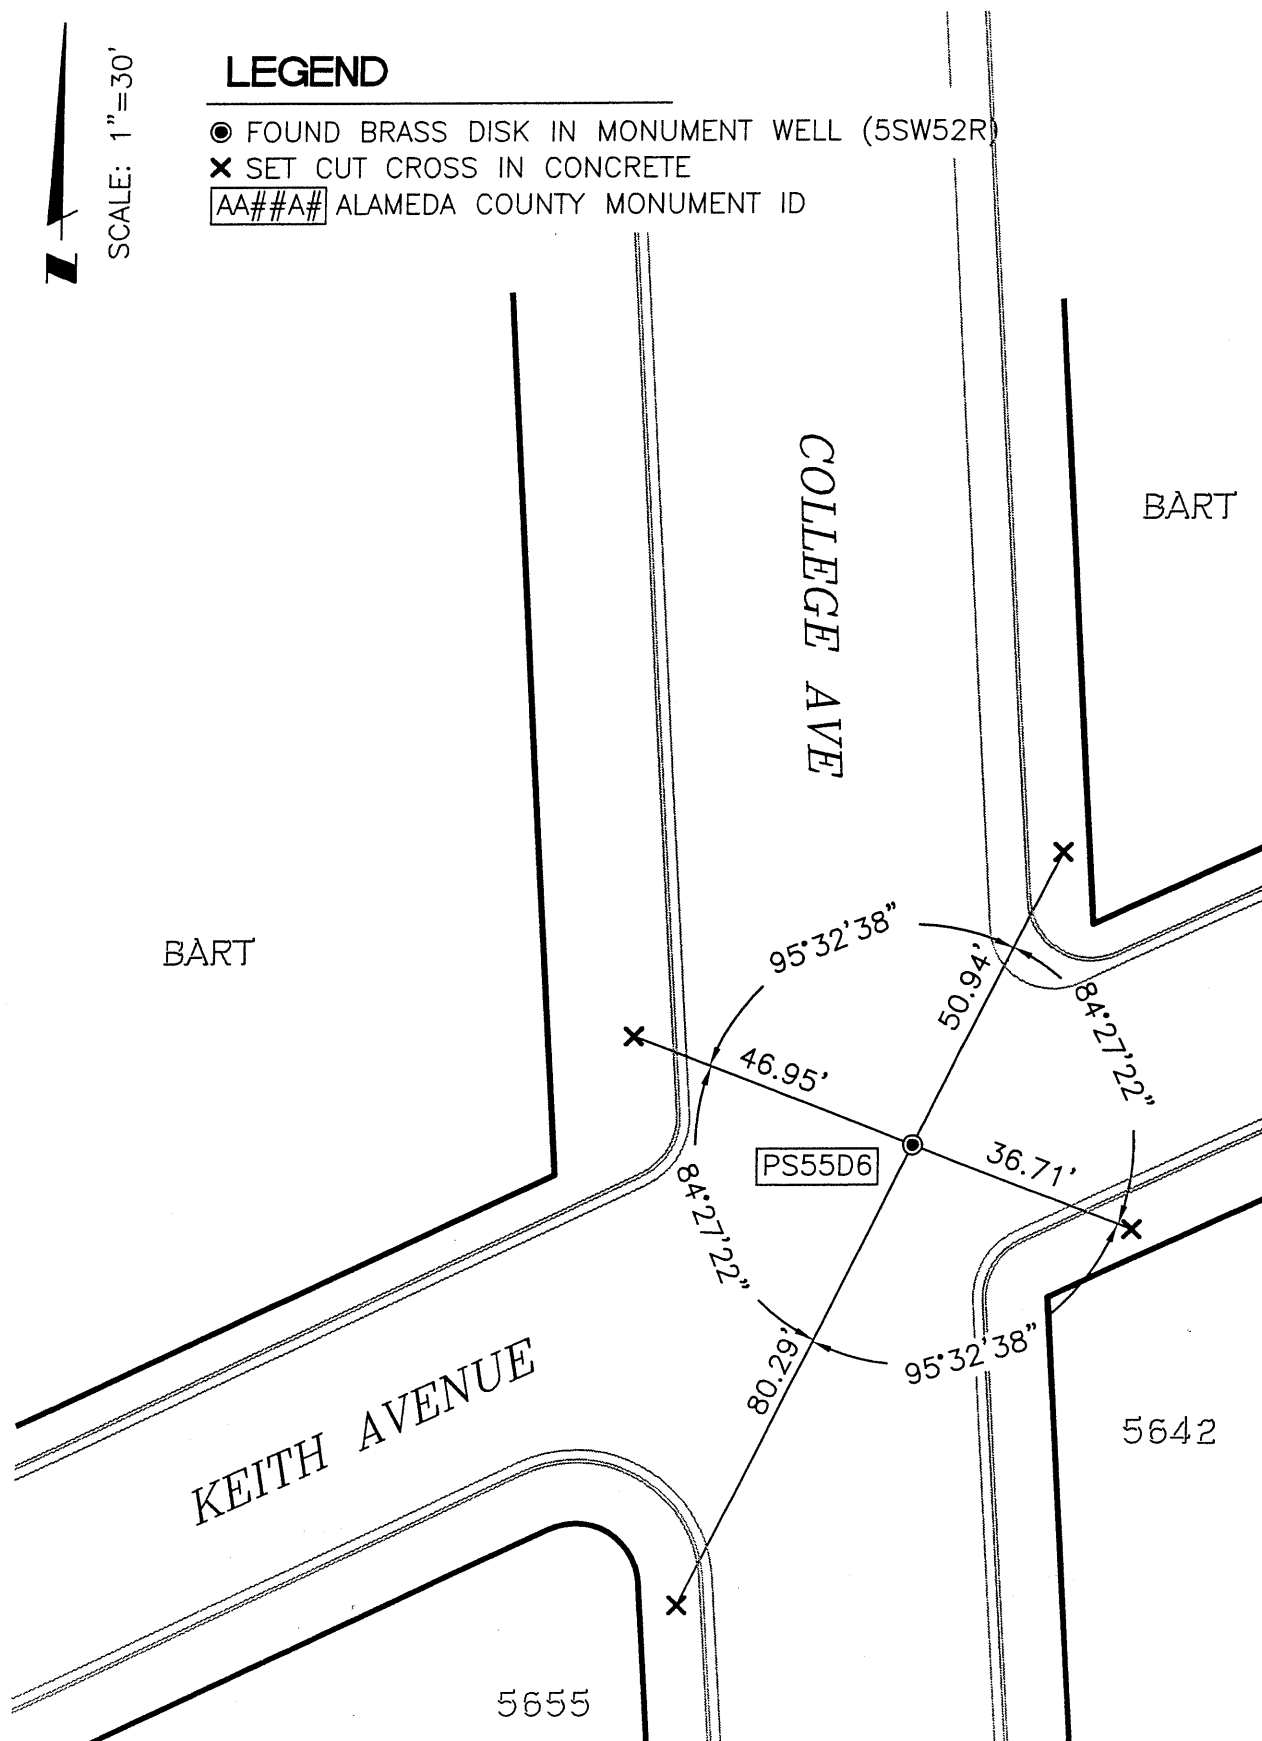 LEGEND
SCALE: 1"=30'
FOUND BRASS DISK IN MONUMENT WELL (5SW52R)
SET CUT CROSS IN CONCRETE
AA##A# ALAMEDA COUNTY MONUMENT ID
N
COLLEGE AVE
BART
BART
95°32'38"
50.94'
84°27'22"
46.95'
PS55D6
36.71'
84°27'22"
80.29'
95°32'38"
KEITH AVENUE
5642
5655